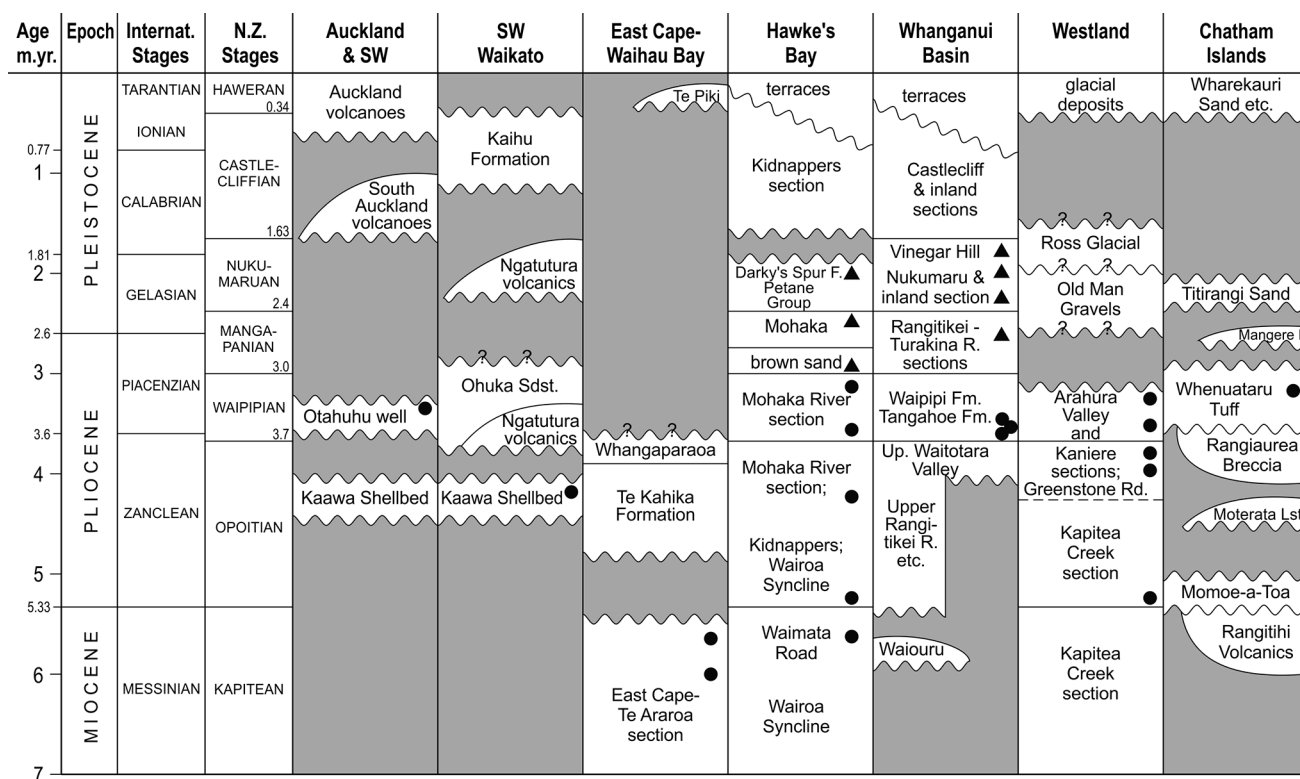 Age
m.yr.
Epoch
Internat.
Stages
N.Z.
Stages
Auckland
& SW
SW
Waikato
East Cape-
Waihau Bay
Hawke's
Bay
Whanganui
Basin
Westland
Chatham
Islands
0.77
1
1.81
2
2.6
3
3.6
4
5
5.33
6
7
PLEISTOCENE
PLIOCENE
MIOCENE
TARANTIAN
IONIAN
CALABRIAN
GELASIAN
PIACENZIAN
ZANCLEAN
MESSINIAN
HAWERAN
0.34
CASTLE-
CLIFFIAN
1.63
NUKU-
MARUAN
2.4
MANGA-
PANIAN
3.0
WAIPIPIAN
3.7
OPOITIAN
KAPITEAN
Auckland
volcanoes
South
Auckland
volcanoes
Otahuhu well
Kaawa Shellbed
Kaihu
Formation
Ngatutura
volcanics
? ?
Ohuka Sdst.
Ngatutura
volcanics
Kaawa Shellbed
Te Piki
? ?
Whangaparaoa
Te Kahika
Formation
East Cape-
Te Araroa
section
terraces
Kidnappers
section
Darky's Spur F.
Petane
Group
Mohaka
brown sand
Mohaka River
section
Mohaka River
section;
Kidnappers;
Wairoa
Syncline
Waimata
Road
Wairoa
Syncline
terraces
Castlecliff
& inland
sections
Vinegar Hill
Nukumaru &
inland section
Rangitikei -
Turakina R.
sections
Waipipi Fm.
Tangahoe Fm.
Up. Waitotara
Valley
Upper
Rangi-
tikei R.
etc.
Waiouru
glacial
deposits
? ?
Ross Glacial
? ?
Old Man
Gravels
? ?
Arahura
Valley
and
Kaniere
sections;
Greenstone Rd.
Kapitea
Creek
section
Kapitea
Creek
section
Wharekauri
Sand etc.
Titirangi Sand
Mangere
Whenuataru
Tuff
Rangiaurea
Breccia
Moterata Lst
Momoe-a-Toa
Rangitihi
Volcanics